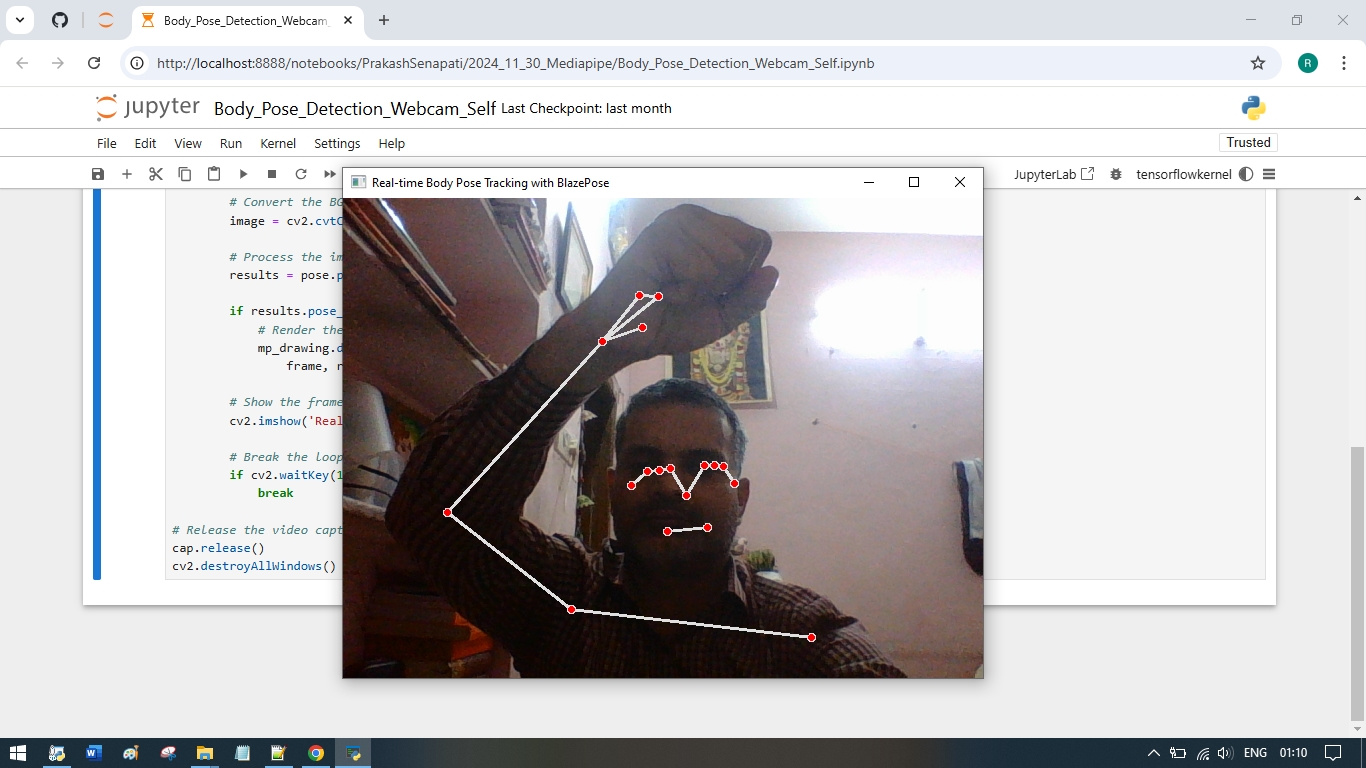 Body_Pose_Detection_Webcam_
http://localhost:8888/notebooks/PrakashSenapati/2024_11_30_Mediapipe/Body_Pose_Detection_Webcam_Self.ipynb
R
jupyter Body_Pose_Detection_Webcam_Self Last Checkpoint: last month
File Edit View Run Kernel Settings Help
Trusted
JupyterLab tensorflowkernel
Real-time Body Pose Tracking with BlazePose
# Convert the BG
image = cv2.cvtC
# Process the im
results = pose.p
if results.pose_
# Render the
mp_drawing.d
frame, r
# Show the frame
cv2.imshow('Real
# Break the loop
if cv2.waitKey(1
break
# Release the video capt
cap.release()
cv2.destroyAllWindows()
ENG 01:10